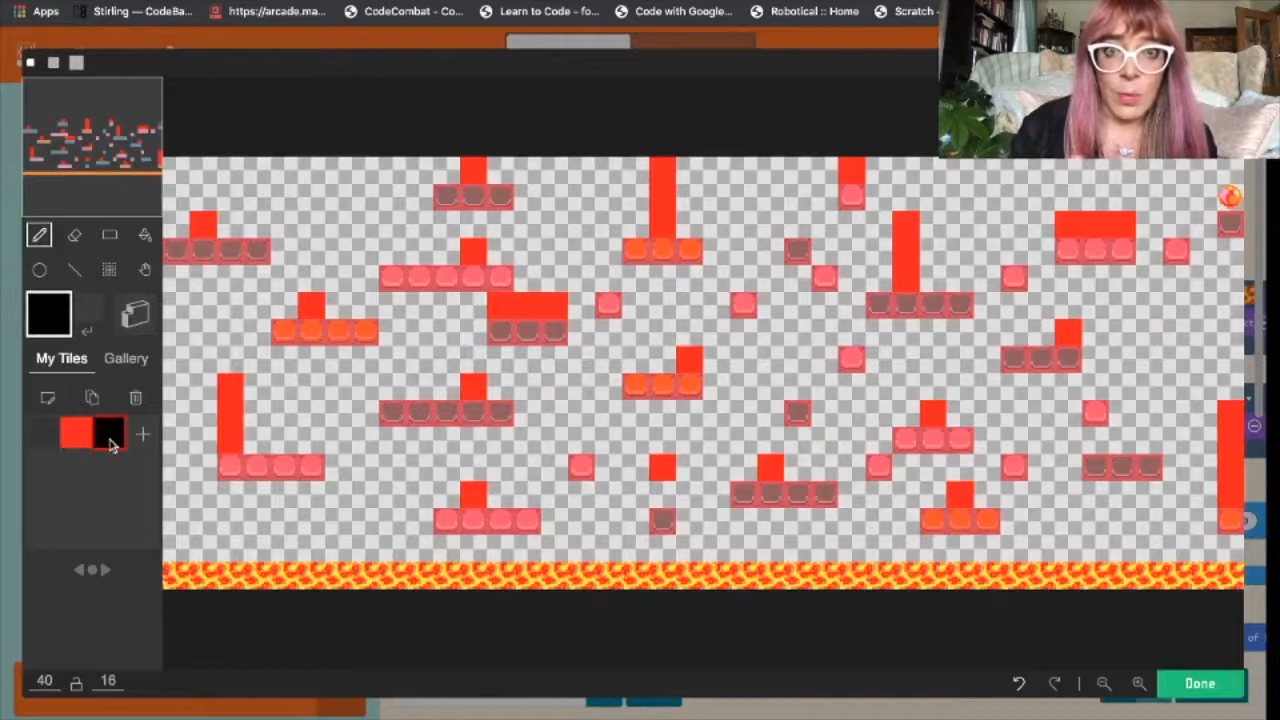 Apps
Stirling — CodeBa...
https://arcade.ma...
CodeCombat - Co...
Learn to Code - fo...
Code with Google...
Robotical :: Home
Scratch -
My Tiles
Gallery
40
16
Done
of